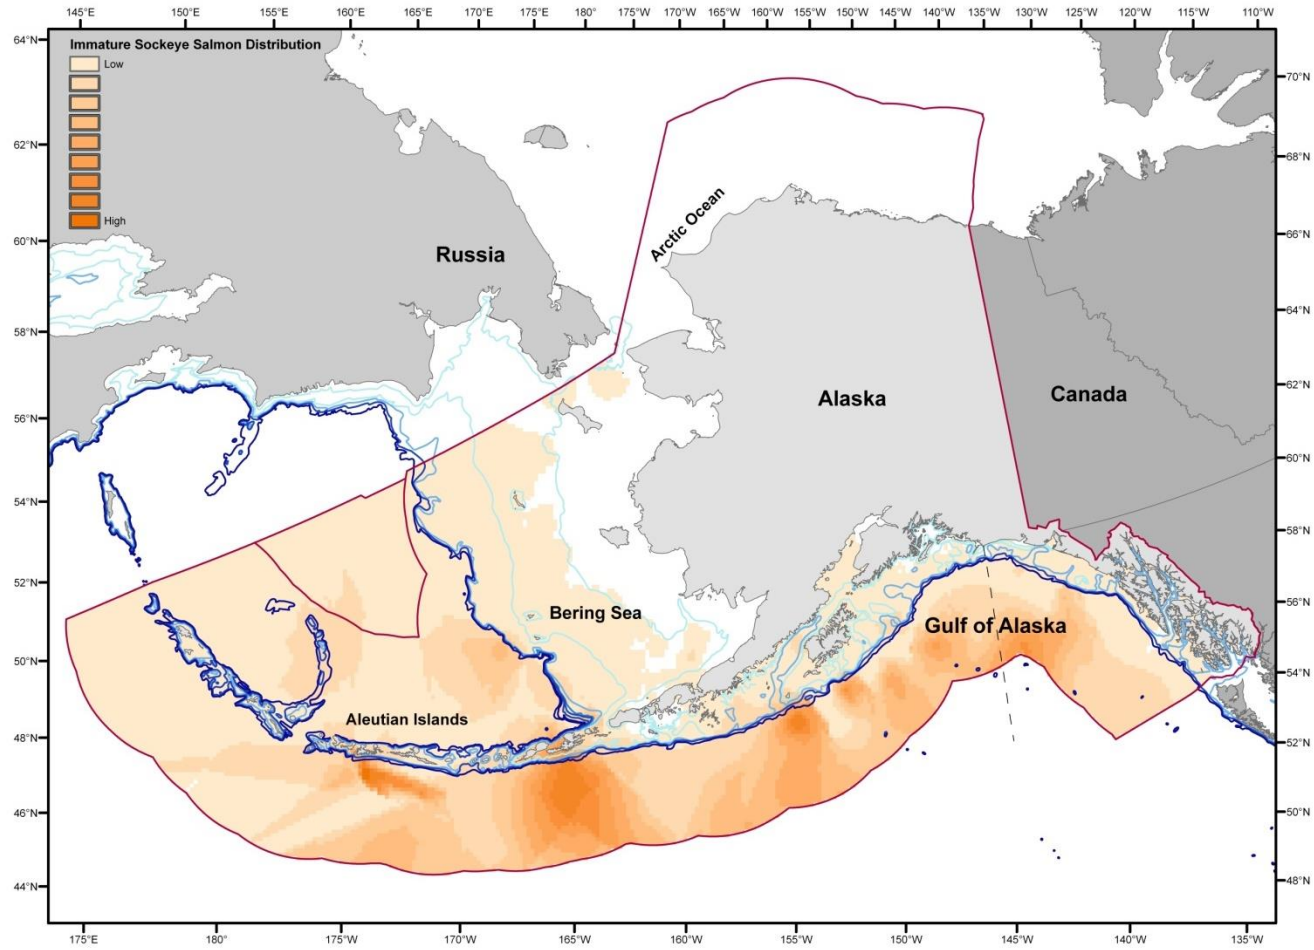 145°E 150°E 155°E 160°E 165°E 170°E 175°E 180° 175°W 170°W 165°W 160°W 155°W 150°W 145°W 140°W 135°W 130°W 125°W 120°W 115°W 110°W
Immature Sockeye Salmon Distribution
Low
High
64°N
62°N
60°N
58°N
56°N
54°N
52°N
50°N
48°N
46°N
44°N
70°N
68°N
66°N
64°N
62°N
60°N
58°N
56°N
54°N
52°N
50°N
48°N
Arctic Ocean
Russia
Alaska
Canada
Bering Sea
Gulf of Alaska
Aleutian Islands
175°E 180° 175°W 170°W 165°W 160°W 155°W 150°W 145°W 140°W 135°W